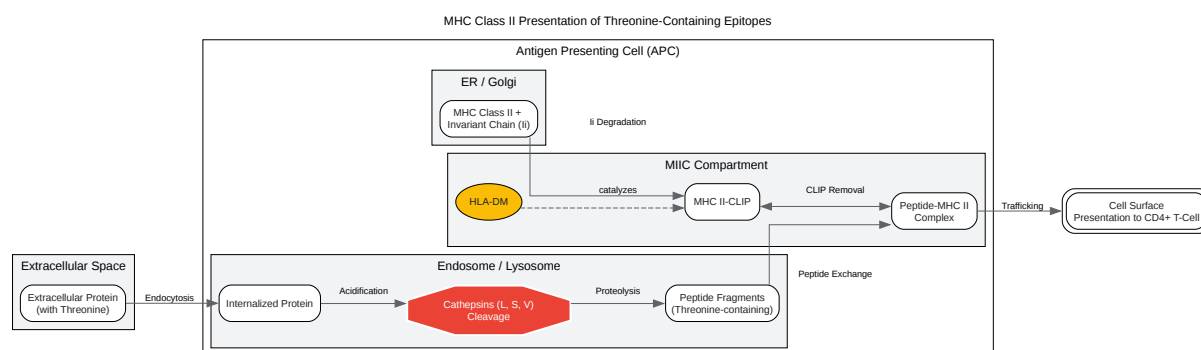 MHC Class II Presentation of Threonine-Containing Epitopes
Antigen Presenting Cell (APC)
ER / Golgi
MHC Class II +
Invariant Chain (Ii)
Ii Degradation
MIIC Compartment
HLA-DM
catalyzes
MHC II-CLIP
CLIP Removal
Peptide-MHC II
Complex
Trafficking
Cell Surface
Presentation to CD4+ T-Cell
Extracellular Space
Extracellular Protein
(with Threonine)
Endocytosis
Endosome / Lysosome
Internalized Protein
Acidification
Cathepsins (L, S, V)
Cleavage
Proteolysis
Peptide Fragments
(Threonine-containing)
Peptide Exchange